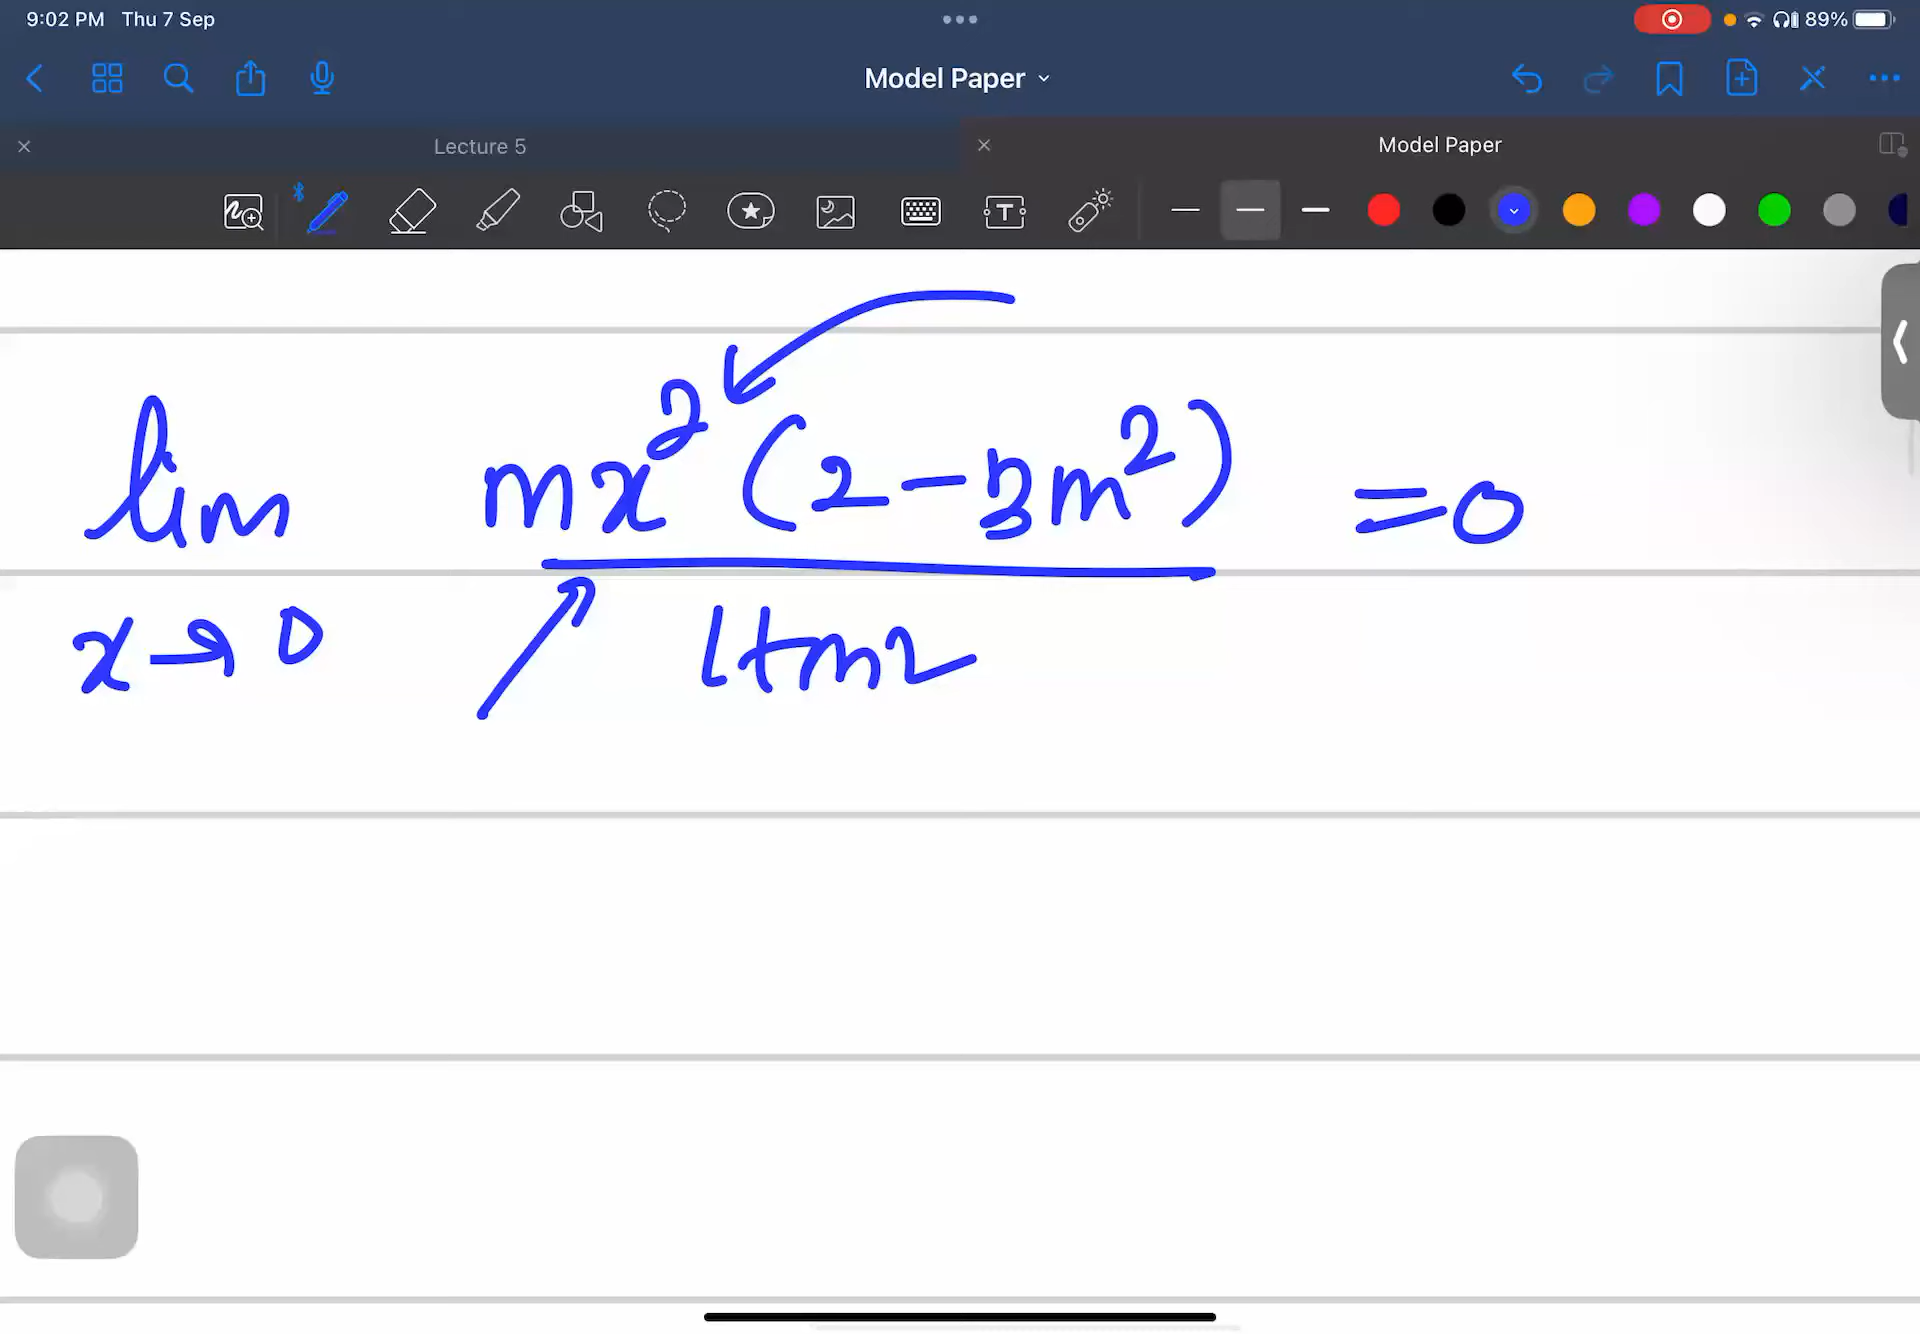 9:02 PM Thu 7 Sep
89%
Model Paper
Lecture 5
Model Paper
lim mx² (2-3m²) =0
x→0 1+m2